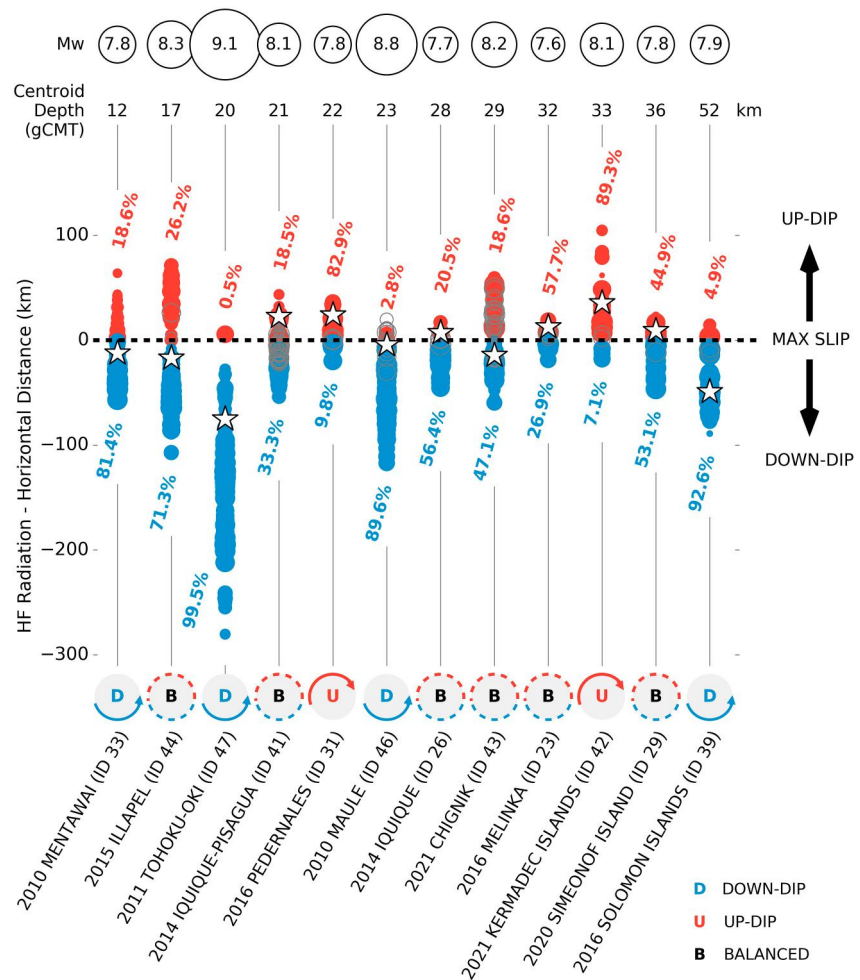 Mw 7.8 8.3 9.1 8.1 7.8 8.8 7.7 8.2 7.6 8.1 7.8 7.9
Centroid
Depth
(gCMT)
12 17 20 21 22 23 28 29 32 33 36 52 km
18.6% 26.2% 0.5% 18.5% 82.9% 2.8% 20.5% 18.6% 57.7% 89.3% 44.9% 4.9%
UP-DIP
MAX SLIP
DOWN-DIP
HF Radiation - Horizontal Distance (km)
100
0
−100
−200
−300
81.4% 71.3% 99.5% 33.3% 9.8% 89.6% 56.4% 47.1% 26.9% 7.1% 53.1% 92.6%
D B D B U D B B B U B D
2010 MENTAWAI (ID 33)
2015 ILLAPEL (ID 44)
2011 TOHOKU-OKI (ID 47)
2014 IQUIQUE-PISAGUA (ID 41)
2016 PEDERNALES (ID 31)
2010 MAULE (ID 46)
2014 IQUIQUE (ID 26)
2021 CHIGNIK (ID 43)
2016 MELINKA (ID 23)
2021 KERMADEC ISLANDS (ID 42)
2020 SIMEONOF ISLAND (ID 29)
2016 SOLOMON ISLANDS (ID 39)
D DOWN-DIP
U UP-DIP
B BALANCED